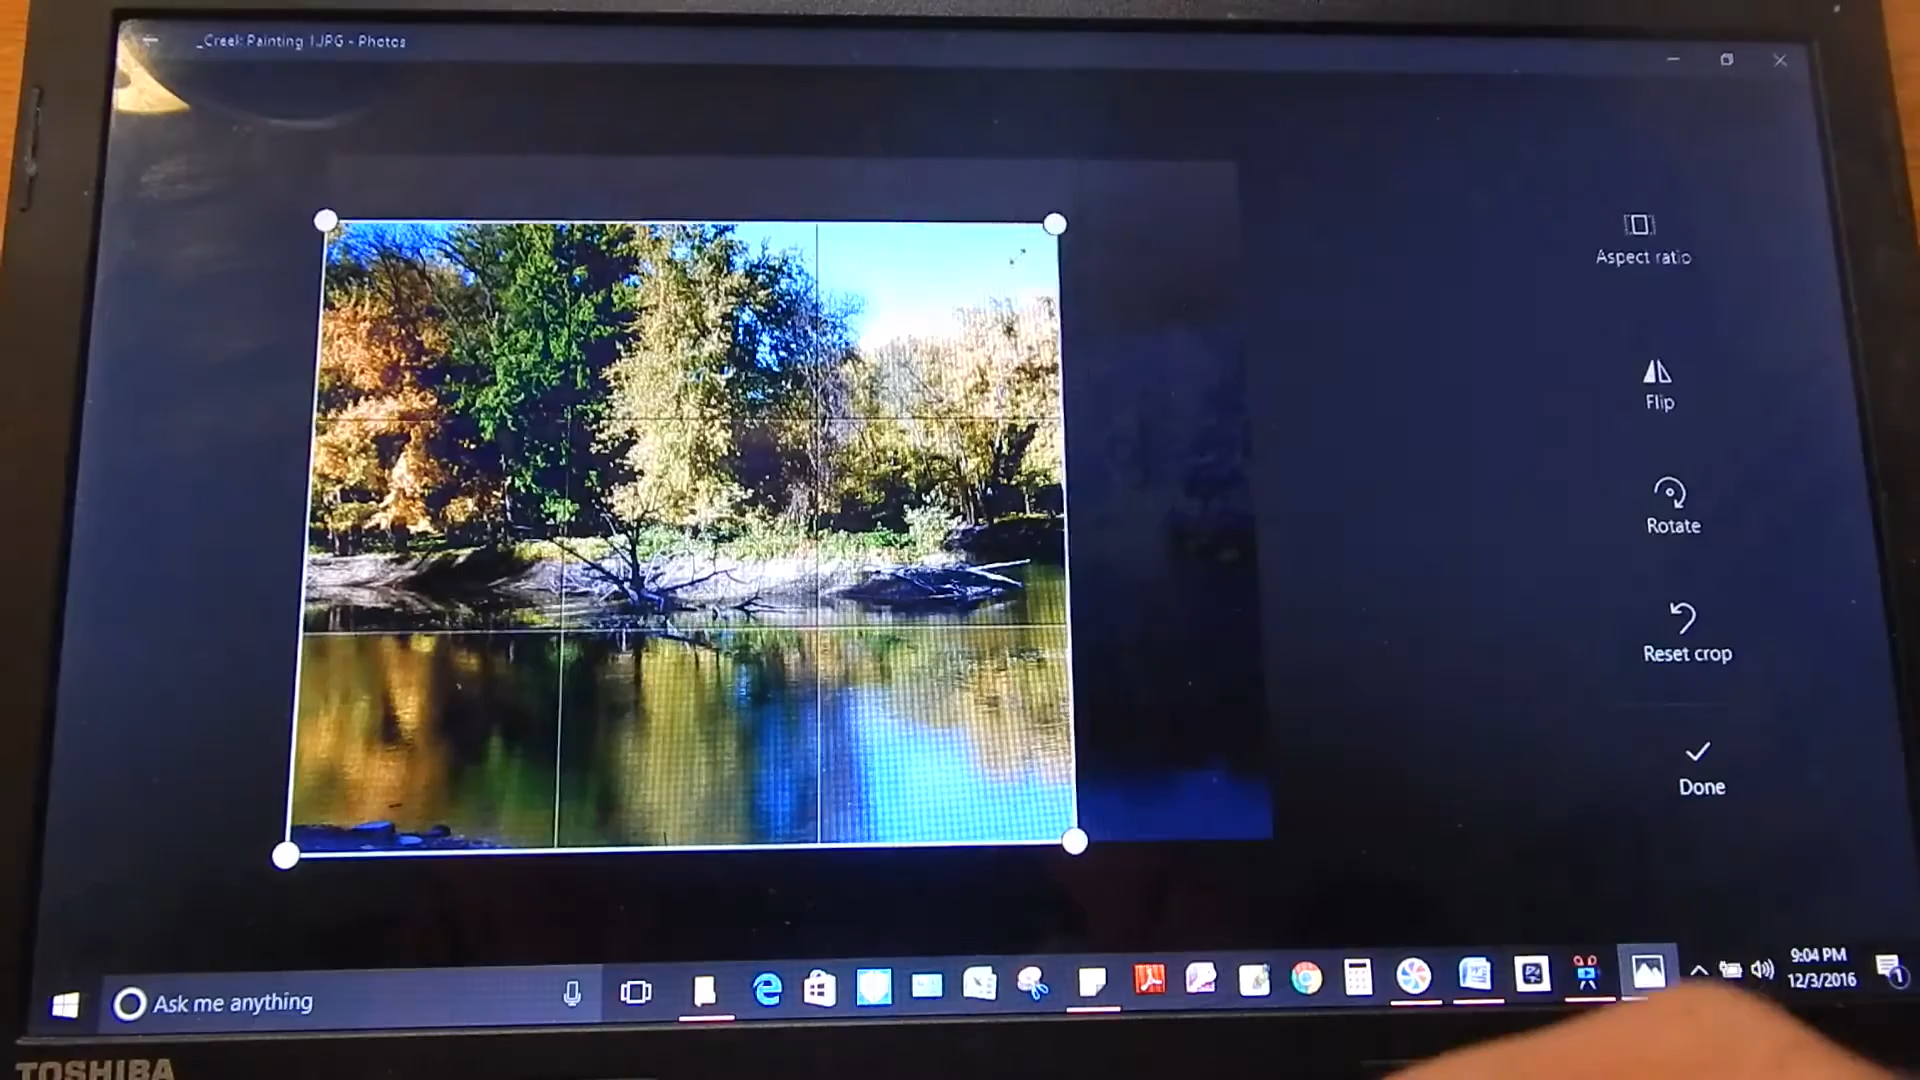 _Creek Painting 1.JPG - Photos
Aspect ratio
Flip
Rotate
Reset crop
Done
Ask me anything
9:04 PM
12/3/2016
1
TOSHIBA